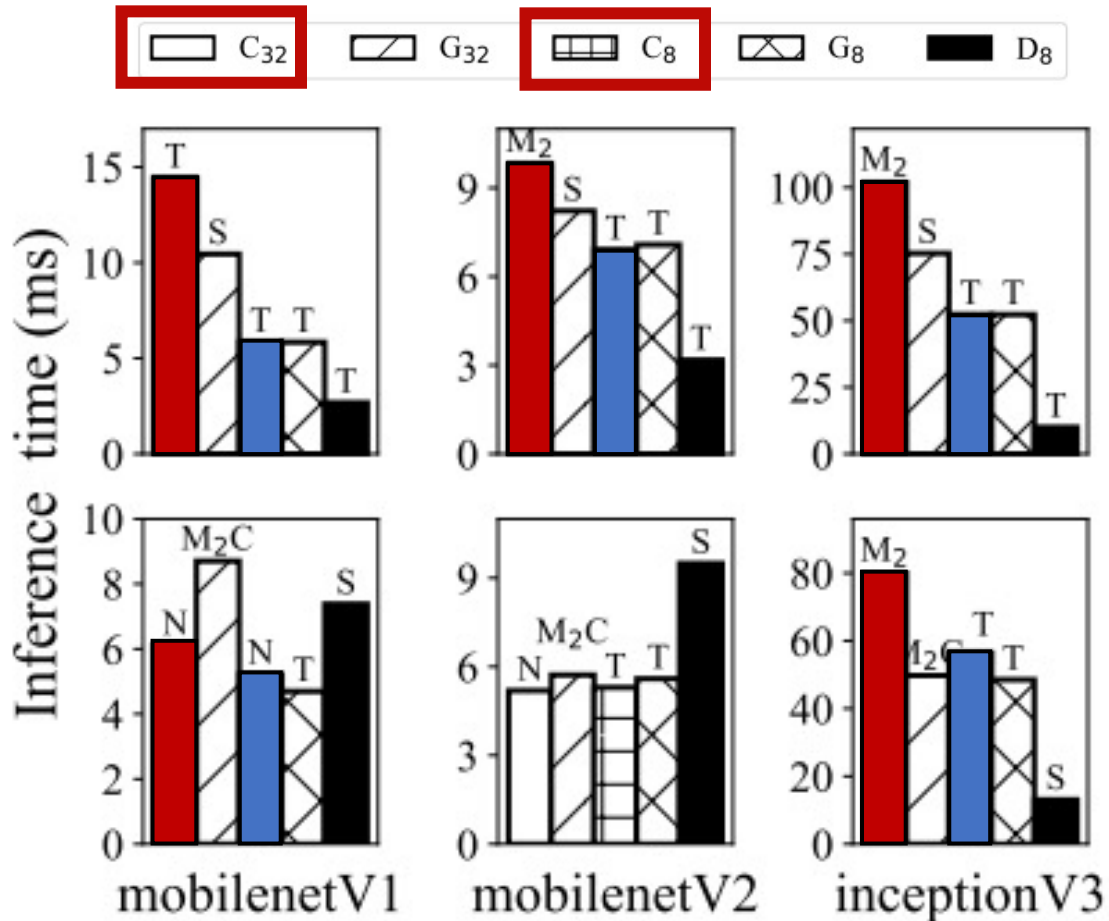 C₃₂ G₃₂ C₈ G₈ D₈
Inference time (ms)
15
10
5
0
T
S
T
T
T
9
6
3
0
M₂
S
T
T
T
100
75
50
25
0
M₂
S
T
T
T
10
8
6
4
2
0
N
M₂C
N
T
S
mobilenetV1
9
6
3
0
N
M₂C
T
T
S
mobilenetV2
80
60
40
20
0
M₂
M₂C
T
T
S
inceptionV3